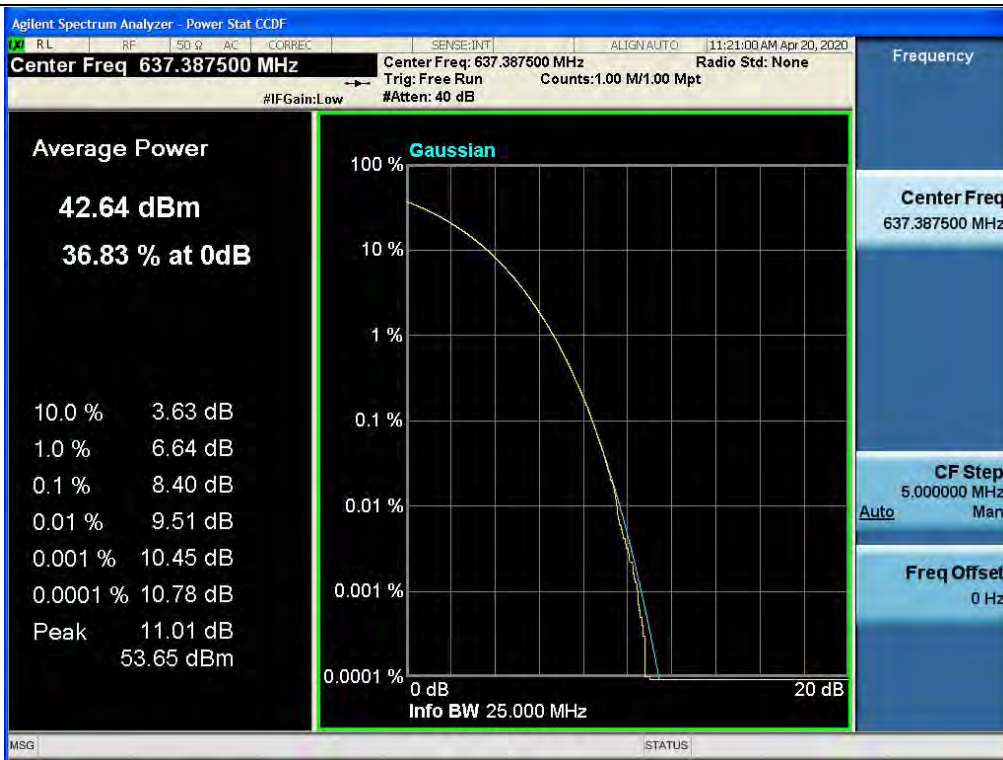 Agilent Spectrum Analyzer - Power Stat CCDF
LXI RL RF 50 Ω AC CORREC SENSE:INT ALIGN AUTO 11:21:00 AM Apr 20, 2020
Center Freq 637.387500 MHz
Center Freq: 637.387500 MHz Radio Std: None
Trig: Free Run Counts:1.00 M/1.00 Mpt
#IFGain:Low #Atten: 40 dB
Frequency
Average Power
42.64 dBm
36.83 % at 0dB
10.0 % 3.63 dB
1.0 % 6.64 dB
0.1 % 8.40 dB
0.01 % 9.51 dB
0.001 % 10.45 dB
0.0001 % 10.78 dB
Peak 11.01 dB
53.65 dBm
Gaussian
100 %
10 %
1 %
0.1 %
0.01 %
0.001 %
0.0001 %
0 dB 20 dB
Info BW 25.000 MHz
Center Freq
637.387500 MHz
CF Step
5.000000 MHz
Auto Man
Freq Offset
0 Hz
MSG STATUS